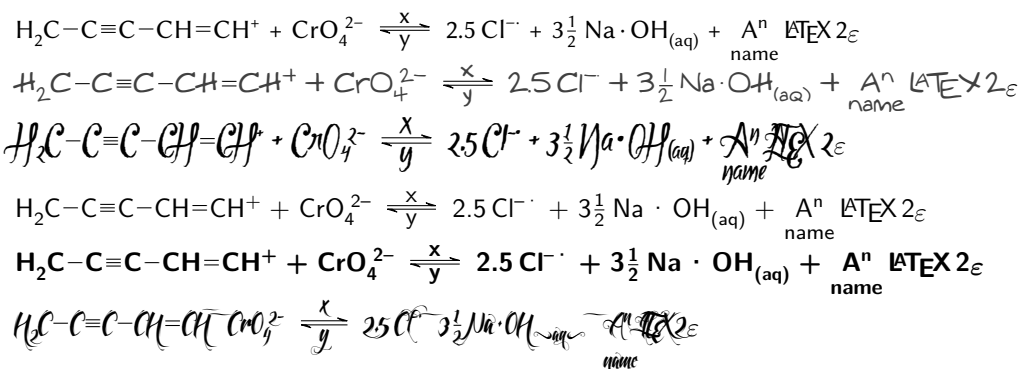 H₂C−C≡C−CH=CH⁺ + CrO₄²⁻ x ⇌ y 2.5 Cl⁻· + 3½ Na · OH(aq) + Aⁿ name LATEX 2ε
H₂C−C≡C−CH=CH⁺ + CrO₄²⁻ x ⇌ y 2.5 Cl⁻· + 3½ Na·OH(aq) + Aⁿ name LATEX 2ε
H₂C−C≡C−CH=CH⁺ + CrO₄²⁻ x ⇌ y 2.5 Cl⁻· + 3½ Na·OH(aq) + Aⁿ name LATEX 2ε
H₂C−C≡C−CH=CH⁺ + CrO₄²⁻ x ⇌ y 2.5 Cl⁻· + 3½ Na · OH(aq) + Aⁿ name LATEX 2ε
H₂C−C≡C−CH=CH⁺ + CrO₄²⁻ x ⇌ y 2.5 Cl⁻· + 3½ Na · OH(aq) + Aⁿ name LATEX 2ε
H₂C−C≡C−CH=CH CrO₄²⁻ x ⇌ y 2.5 Cl⁻ 3½ Na·OH aq Aⁿ name LATEX 2ε